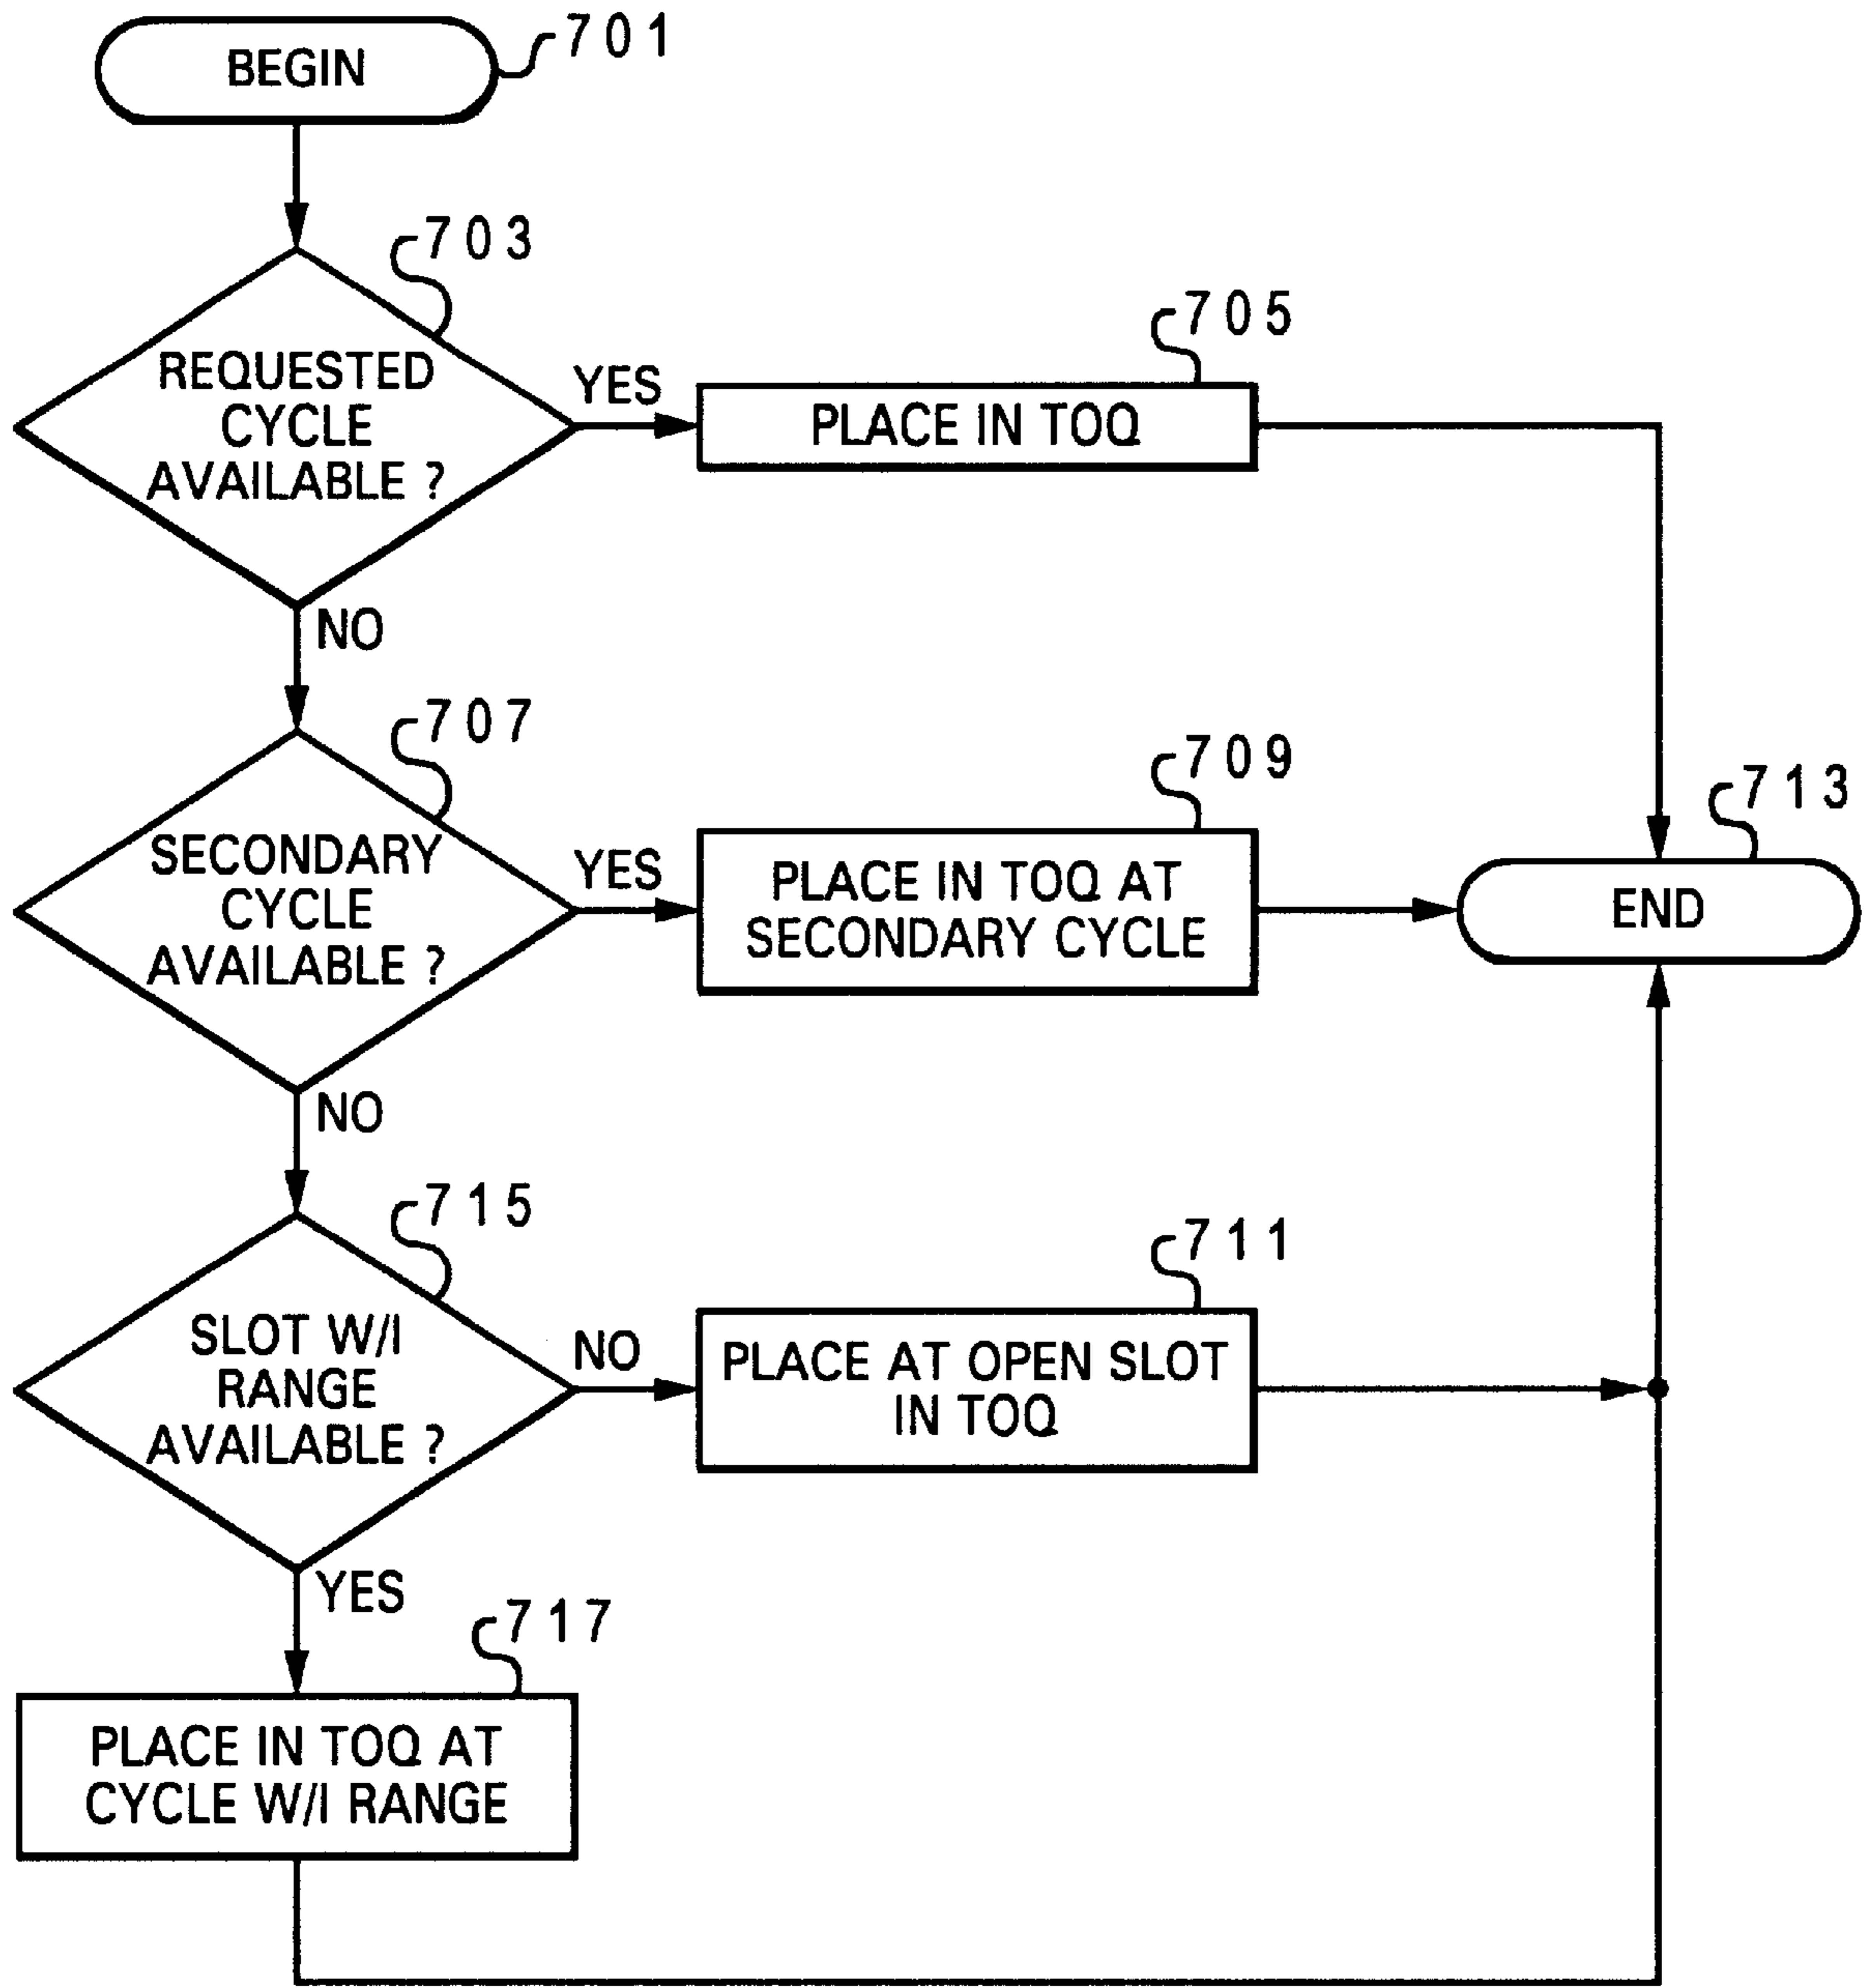 BEGIN
701
703
REQUESTED
CYCLE
AVAILABLE ?
YES
705
PLACE IN TOQ
NO
707
SECONDARY
CYCLE
AVAILABLE ?
YES
709
PLACE IN TOQ AT
SECONDARY CYCLE
713
END
NO
715
SLOT W/I
RANGE
AVAILABLE ?
NO
711
PLACE AT OPEN SLOT
IN TOQ
YES
717
PLACE IN TOQ AT
CYCLE W/I RANGE